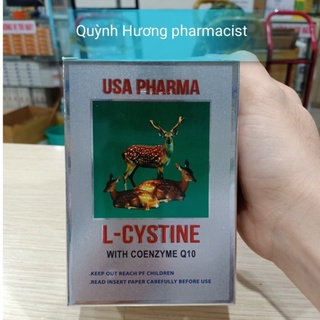 Quỳnh Hương pharmacist
USA PHARMA
L-CYSTINE
WITH COENZYME Q10
.KEEP OUT REACH PF CHILDREN
.READ INSERT PAPER CAREFULLY BEFORE USE